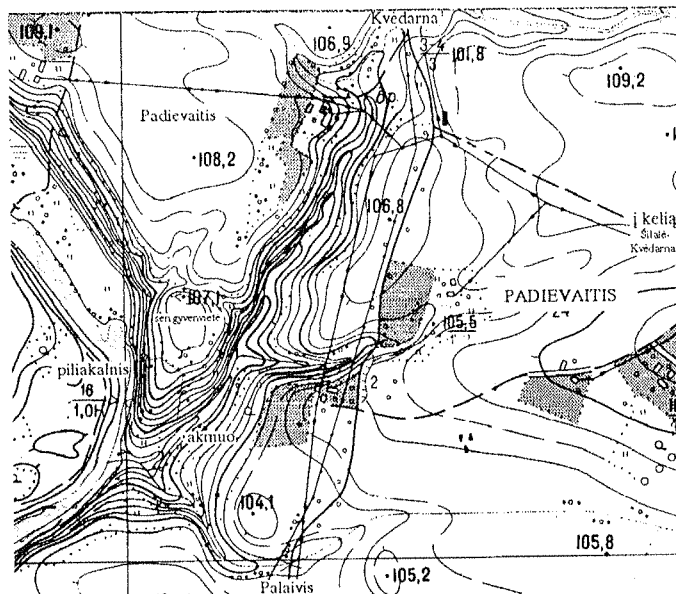 Kvėdarna
109,1
106,9
3-4
3
101,8
109,2
Padievaitis
108,2
106,8
į kelią
Šilalė-
Kvėdarna
107,1
sen.gyvenvietė
PADIEVAITIS
24
105,6
piliakalnis
16
1,0
2
akmuo
104,1
105,8
105,2
Palaivis